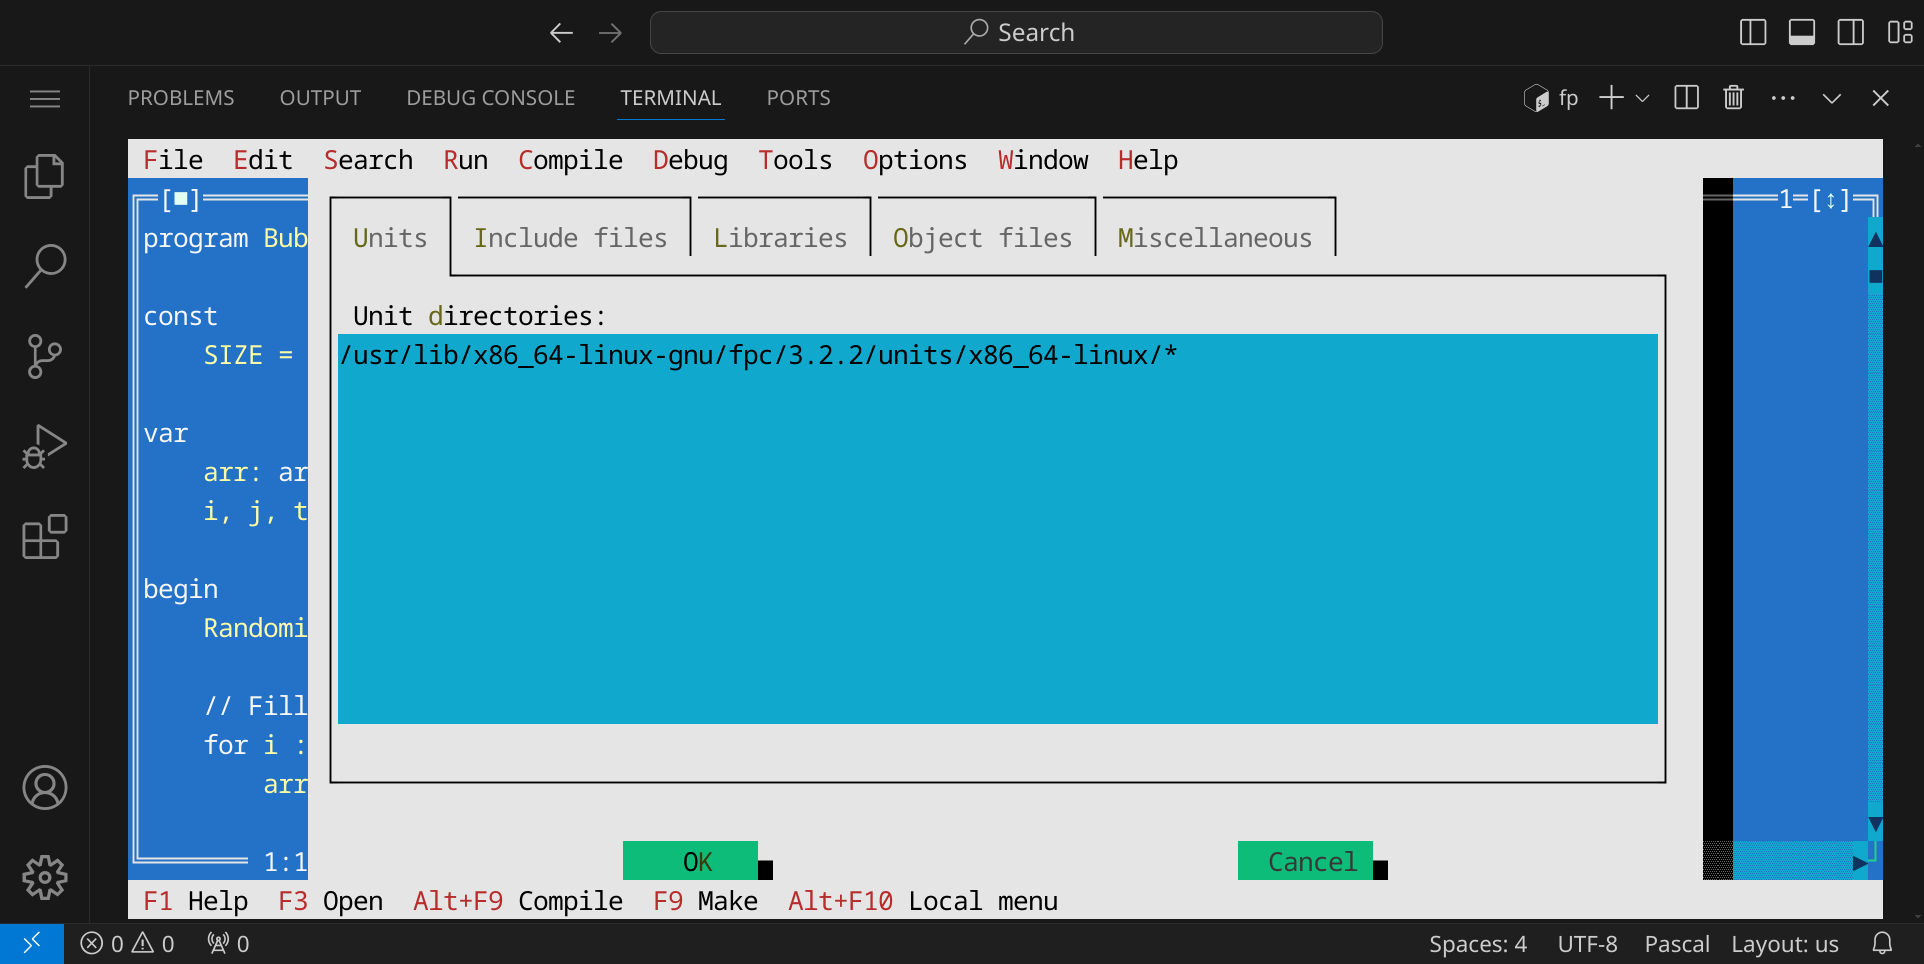 Search
PROBLEMS OUTPUT DEBUG CONSOLE TERMINAL PORTS fp
File Edit Search Run Compile Debug Tools Options Window Help
[■] 1=[↕]
Units Include files Libraries Object files Miscellaneous
program Bub
Unit directories:
const
SIZE =
/usr/lib/x86_64-linux-gnu/fpc/3.2.2/units/x86_64-linux/*
var
arr: ar
i, j, t
begin
Randomi
// Fill
for i :
arr
1:1
OK Cancel
F1 Help F3 Open Alt+F9 Compile F9 Make Alt+F10 Local menu
0 0 0 Spaces: 4 UTF-8 Pascal Layout: us